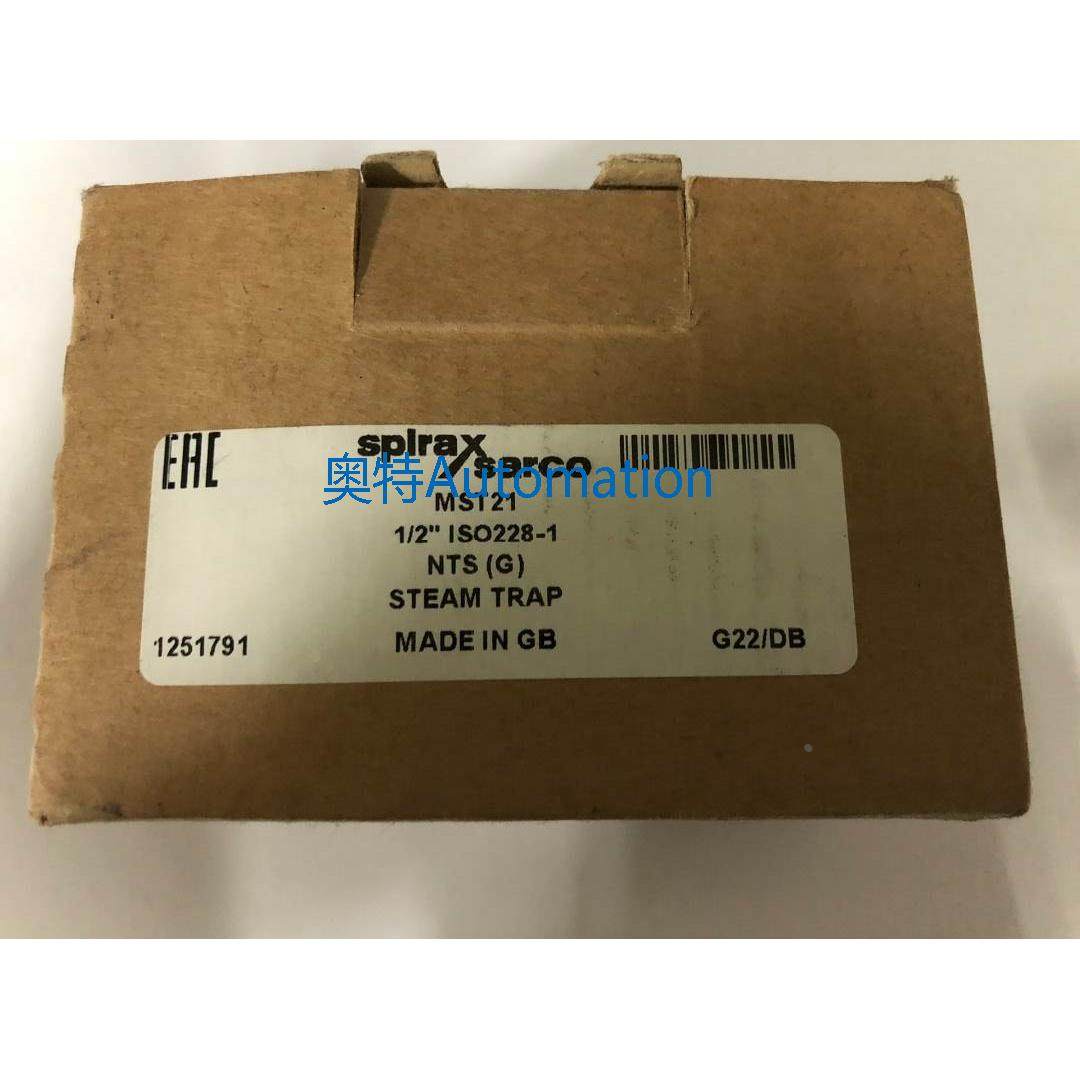 EAC
spirax
sarco
奥特Automation
MST21
1/2" ISO228-1
NTS (G)
STEAM TRAP
1251791 MADE IN GB G22/DB